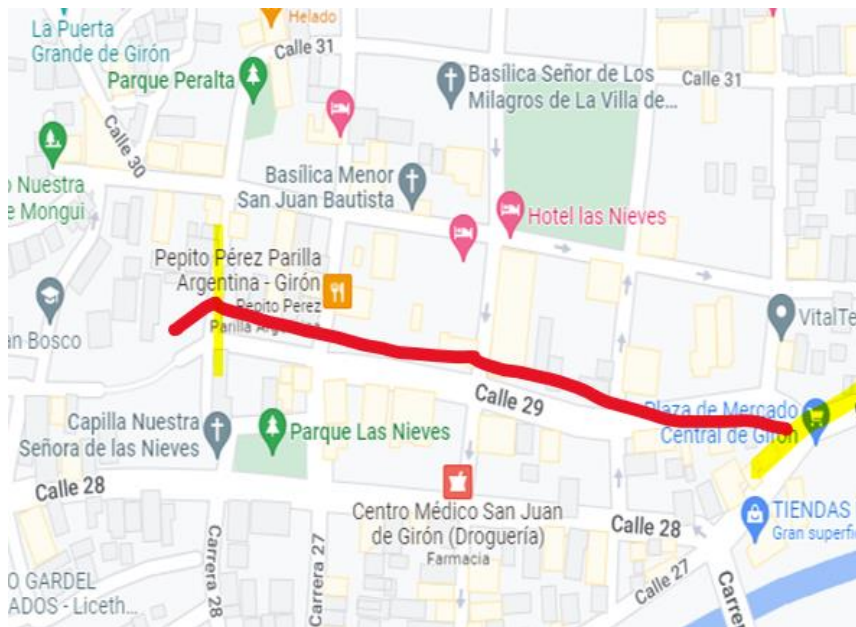 Helado
La Puerta
Grande de Girón
Calle 31
Parque Peralta
Basílica Señor de Los
Milagros de La Villa de...
Calle 31
Calle 30
Nuestra
e Mongui
Basílica Menor
San Juan Bautista
Hotel las Nieves
Pepito Pérez Parilla
Argentina - Girón
Pepito Perez
Parilla
an Bosco
VitalTe
Calle 29
Plaza de Mercado
Central de Girón
Capilla Nuestra
Señora de las Nieves
Parque Las Nieves
Calle 28
Centro Médico San Juan
de Girón (Droguería)
Farmacia
Calle 28
TIENDAS
Gran superfi
Calle 27
Carrera 28
Carrera 27
O GARDEL
ADOS - Liceth...
Carrer